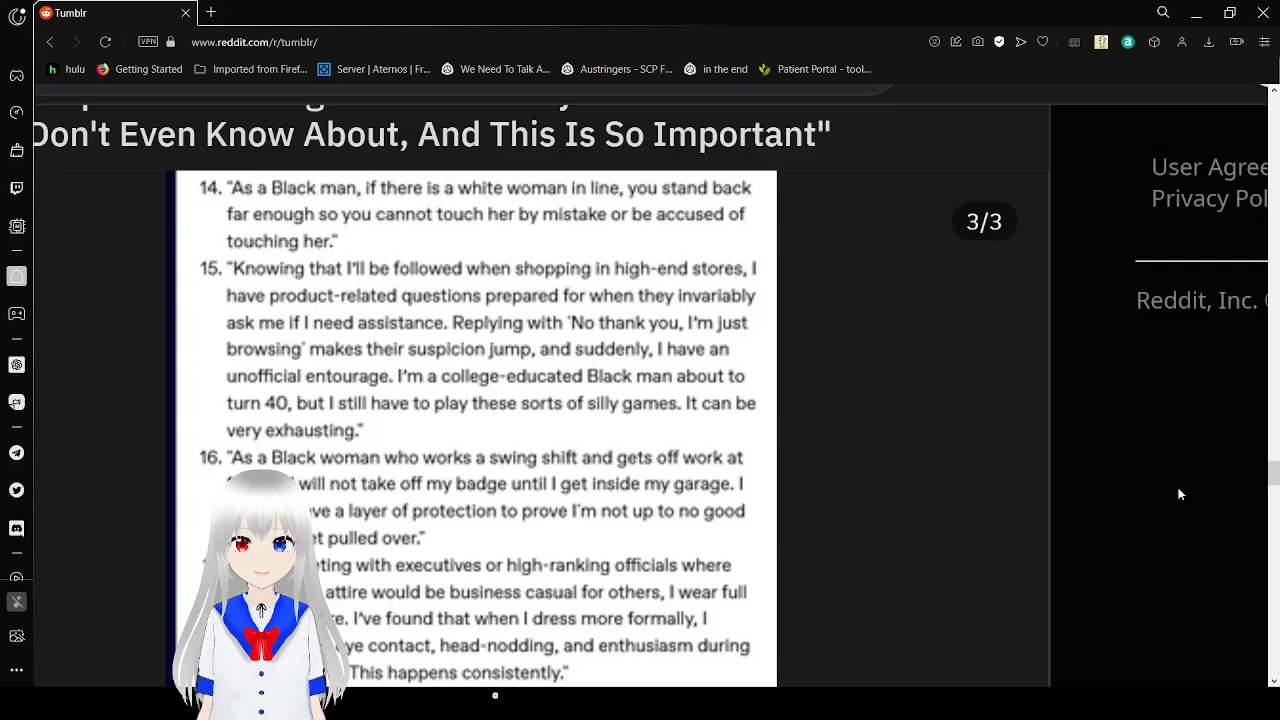 Tumblr
www.reddit.com/r/tumblr/
VPN
hulu
Getting Started
Imported from Firef...
Server | Aternos | Fr...
We Need To Talk A...
Austringers - SCP F...
in the end
Patient Portal - tool...
Don't Even Know About, And This Is So Important"
14. "As a Black man, if there is a white woman in line, you stand back
far enough so you cannot touch her by mistake or be accused of
touching her."
15. "Knowing that I'll be followed when shopping in high-end stores, I
have product-related questions prepared for when they invariably
ask me if I need assistance. Replying with 'No thank you, I'm just
browsing' makes their suspicion jump, and suddenly, I have an
unofficial entourage. I'm a college-educated Black man about to
turn 40, but I still have to play these sorts of silly games. It can be
very exhausting."
16. "As a Black woman who works a swing shift and gets off work at
will not take off my badge until I get inside my garage. I
ve a layer of protection to prove I'm not up to no good
et pulled over."
ting with executives or high-ranking officials where
attire would be business casual for others, I wear full
re. I've found that when I dress more formally, I
ye contact, head-nodding, and enthusiasm during
This happens consistently."
3/3
User Agree
Privacy Pol
Reddit, Inc. ©